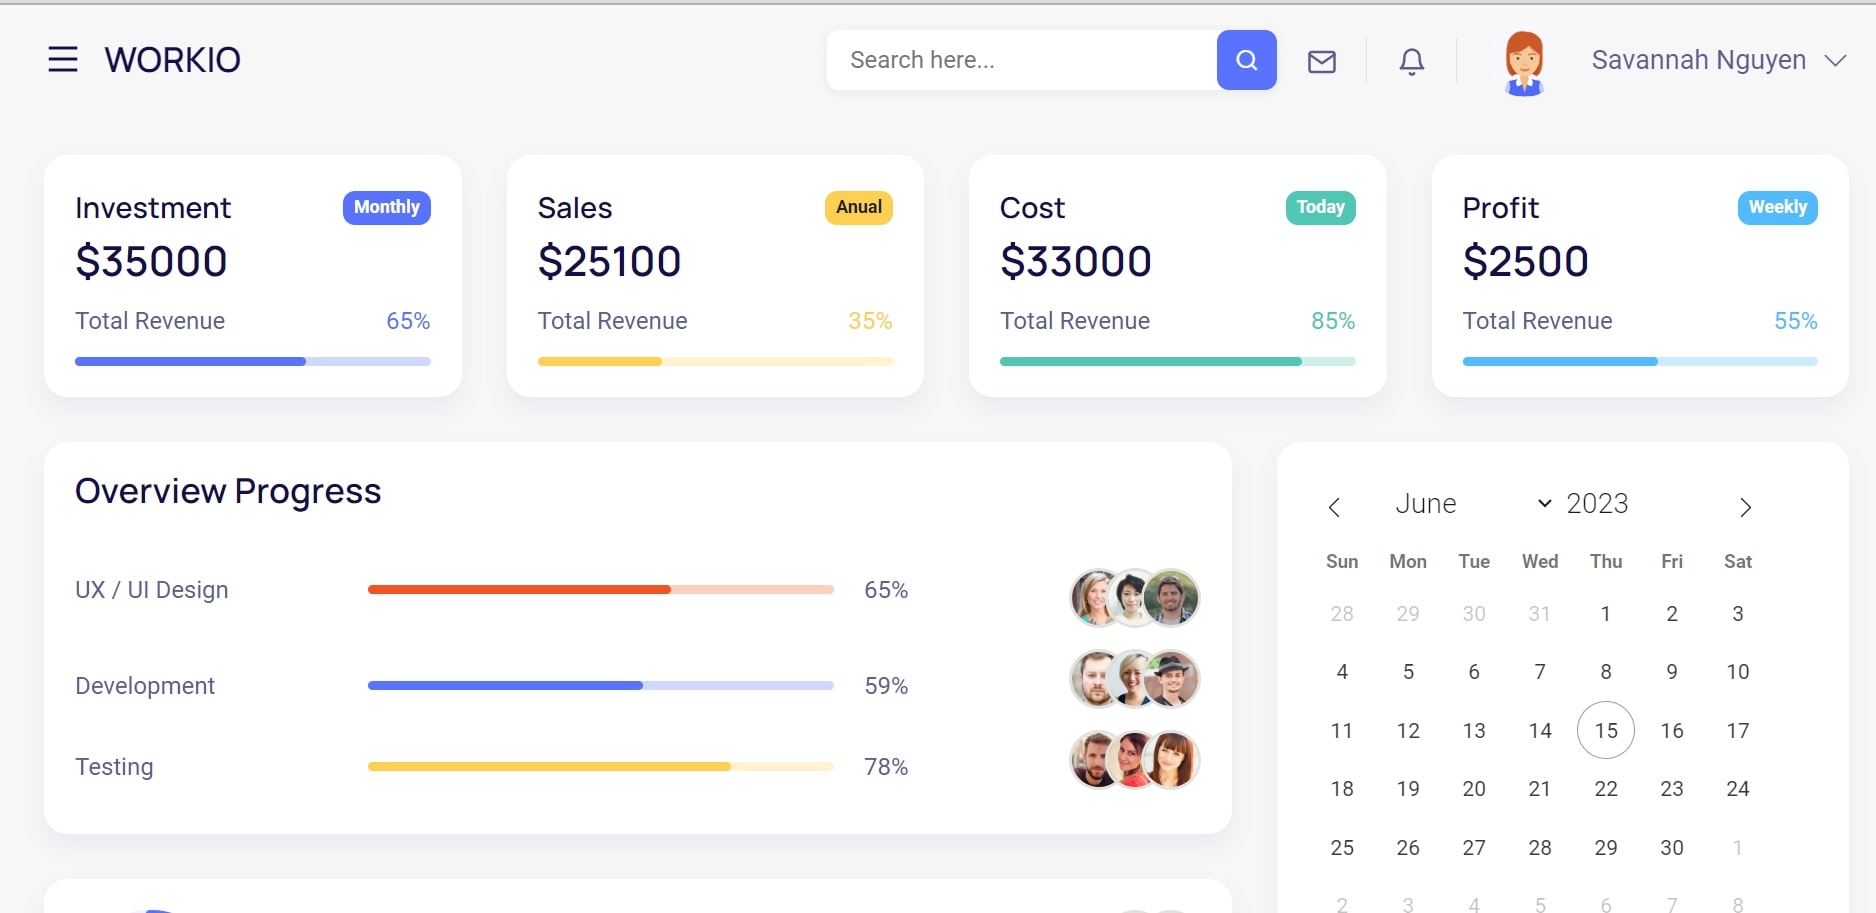 WORKIO
Search here...
Savannah Nguyen
Investment
Monthly
$35000
Total Revenue
65%
Sales
Anual
$25100
Total Revenue
35%
Cost
Today
$33000
Total Revenue
85%
Profit
Weekly
$2500
Total Revenue
55%
Overview Progress
UX / UI Design
65%
Development
59%
Testing
78%
June 2023
Sun Mon Tue Wed Thu Fri Sat
28 29 30 31 1 2 3
4 5 6 7 8 9 10
11 12 13 14 15 16 17
18 19 20 21 22 23 24
25 26 27 28 29 30 1
2 3 4 5 6 7 8